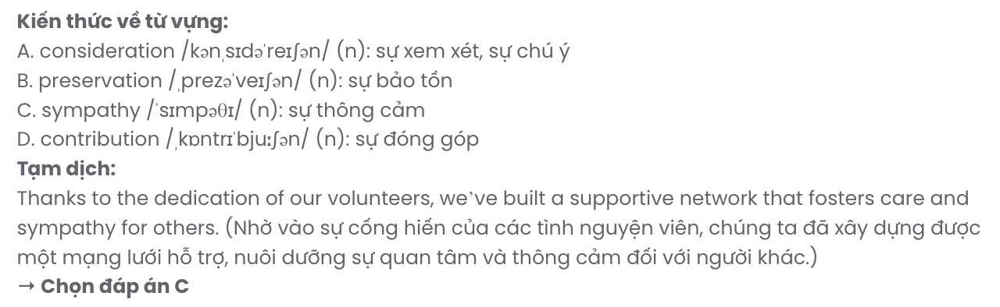 Kiến thức về từ vựng:
A. consideration /kənˌsɪdəˈreɪʃən/ (n): sự xem xét, sự chú ý
B. preservation /ˌprezəˈveɪʃən/ (n): sự bảo tồn
C. sympathy /ˈsɪmpəθɪ/ (n): sự thông cảm
D. contribution /ˌkɒntrɪˈbjuːʃən/ (n): sự đóng góp
Tạm dịch:
Thanks to the dedication of our volunteers, we’ve built a supportive network that fosters care and
sympathy for others. (Nhờ vào sự cống hiến của các tình nguyện viên, chúng ta đã xây dựng được
một mạng lưới hỗ trợ, nuôi dưỡng sự quan tâm và thông cảm đối với người khác.)
→ Chọn đáp án C